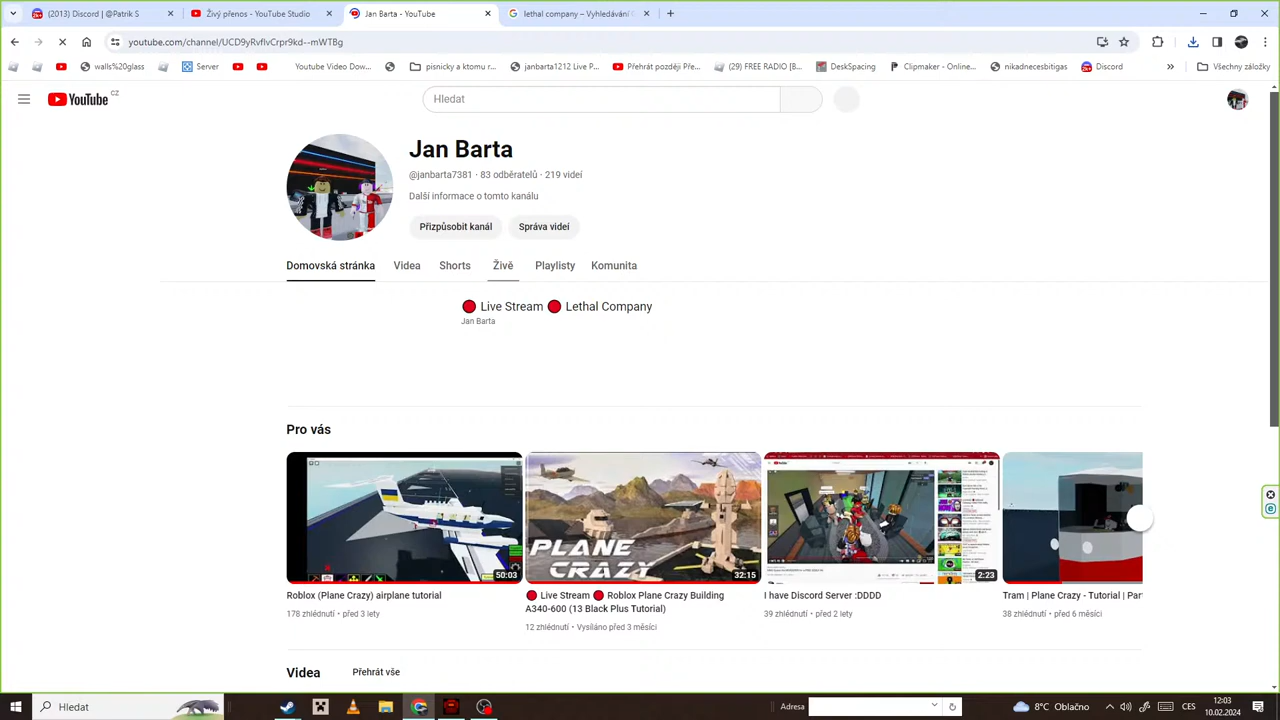 (2013) Discord | @Patrik S
Živý přenos - YouTube Studio
Jan Barta - YouTube
lethal company – Vyhledávání G
youtube.com/channel/UCD9yRvflvCrpr9kd--mWTBg
walls%20glass
Server
Youtube Video Dow...
pisnicky a ktomu r...
janbarta1212 Live P...
Přehrát později Pře...
(29) FREE RADIO [B...
DeskSpacing
Clipmaker - Online...
nikadnecesbitigas
Discord
»
Všechny záložky
YouTube CZ
Hledat
Jan Barta
@janbarta7381 · 83 odběratelů · 219 videí
Další informace o tomto kanálu
Přizpůsobit kanál
Správa videí
Domovská stránka
Videa
Shorts
Živě
Playlisty
Komunita
🔴 Live Stream 🔴 Lethal Company
Jan Barta
Pro vás
50:03
PLANE
CRAZY
32:15
2:23
Roblox (Plane Crazy) airplane tutorial
178 zhlédnutí • před 3 lety
🔴 Live Stream 🔴 Roblox Plane Crazy Building
A340-600 (13 Black Plus Tutorial)
12 zhlédnutí • Vysíláno před 3 měsíci
I have Discord Server :DDDD
39 zhlédnutí • před 2 lety
Tram | Plane Crazy - Tutorial | Par
38 zhlédnutí • před 6 měsíci
Videa
Přehrát vše
Hledat
Adresa
8°C Oblačno
CES
12:03
10.02.2024